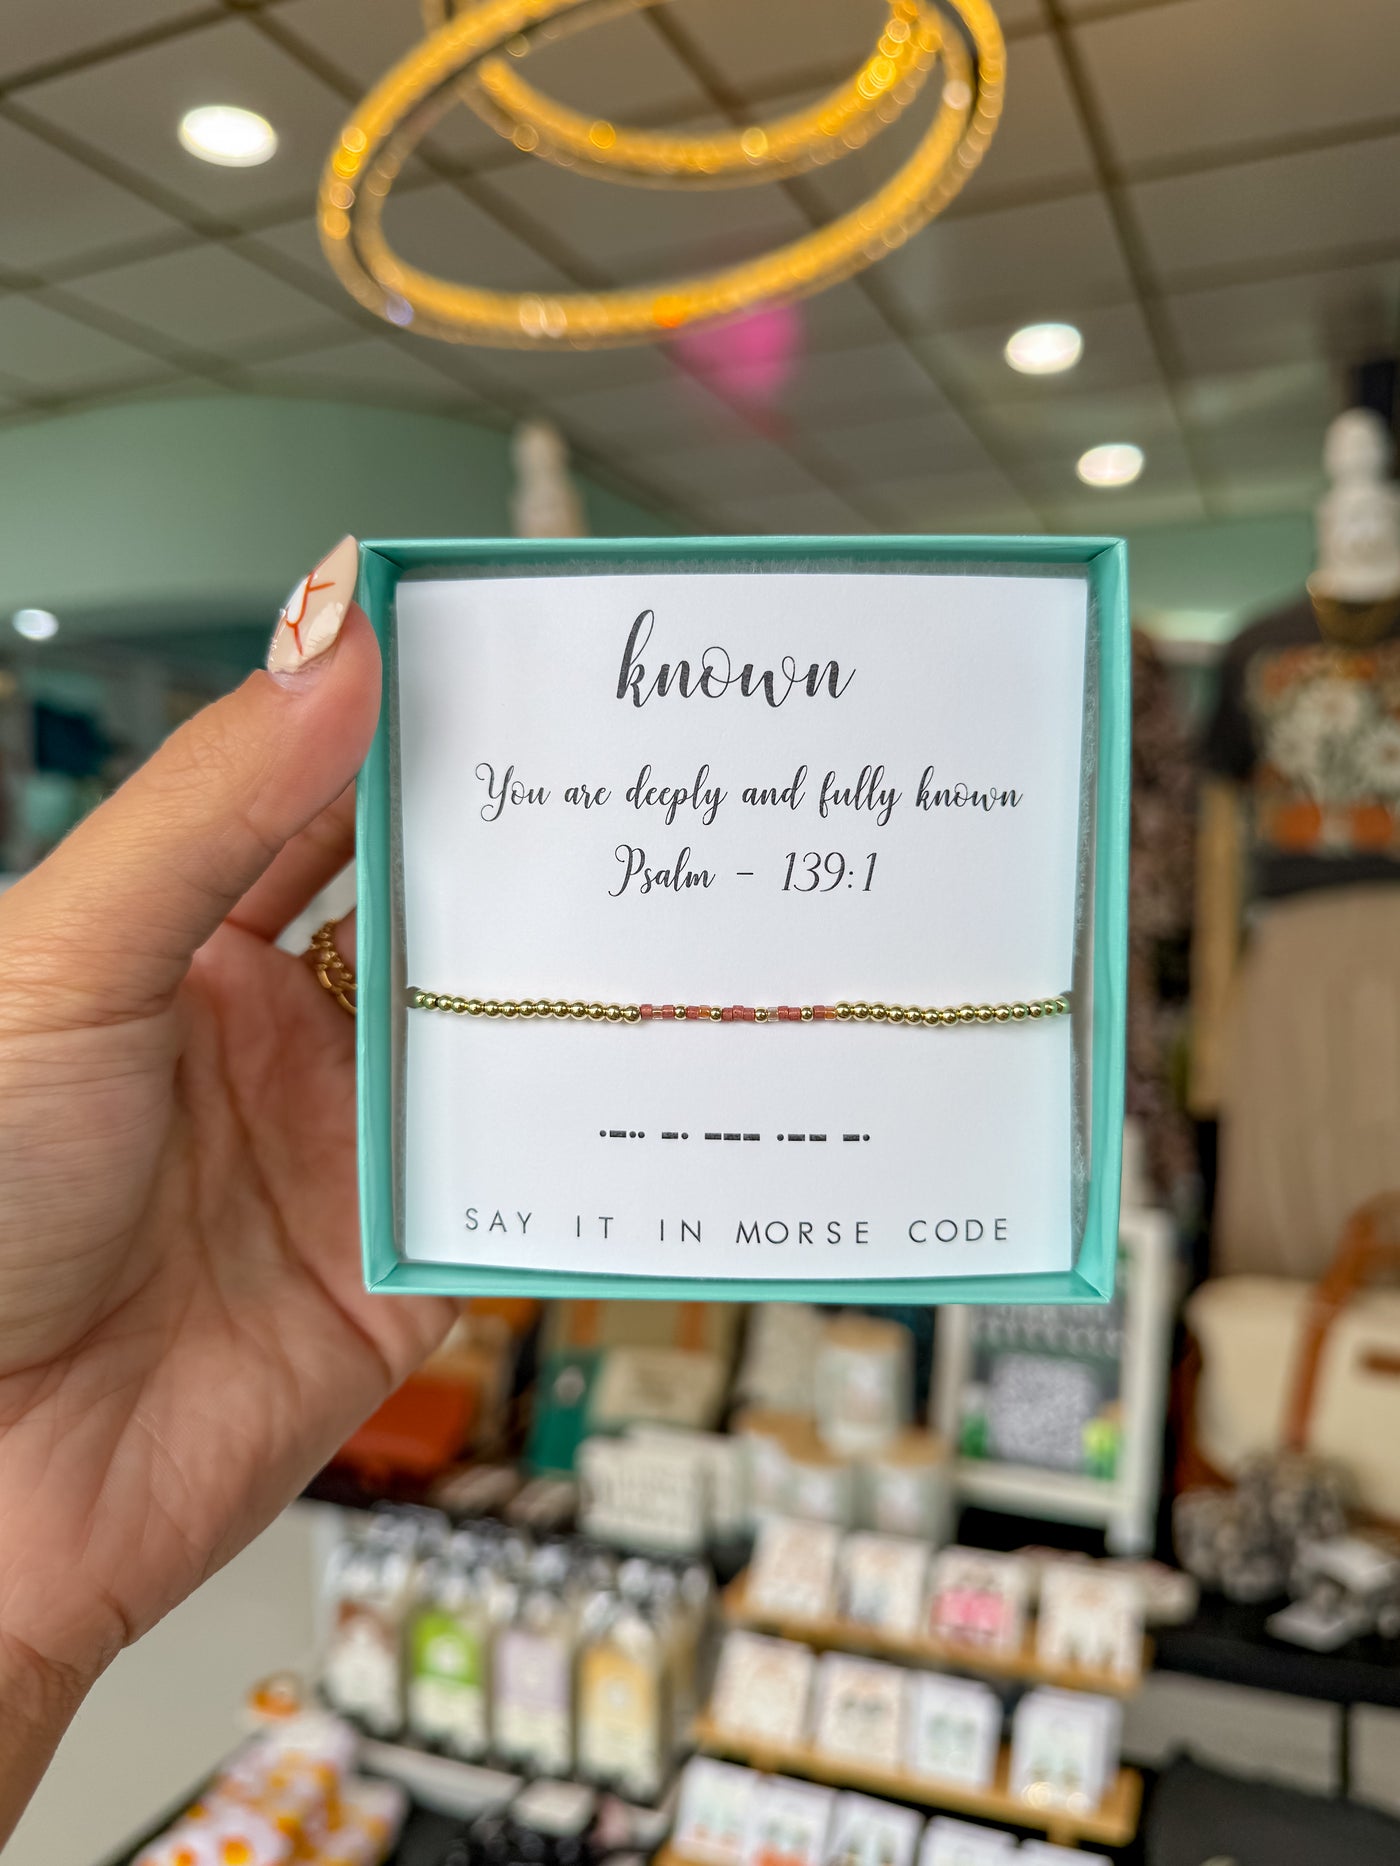 known
You are deeply and fully known
Psalm - 139:1
·–·· –· ––– ·–– –·
SAY IT IN MORSE CODE